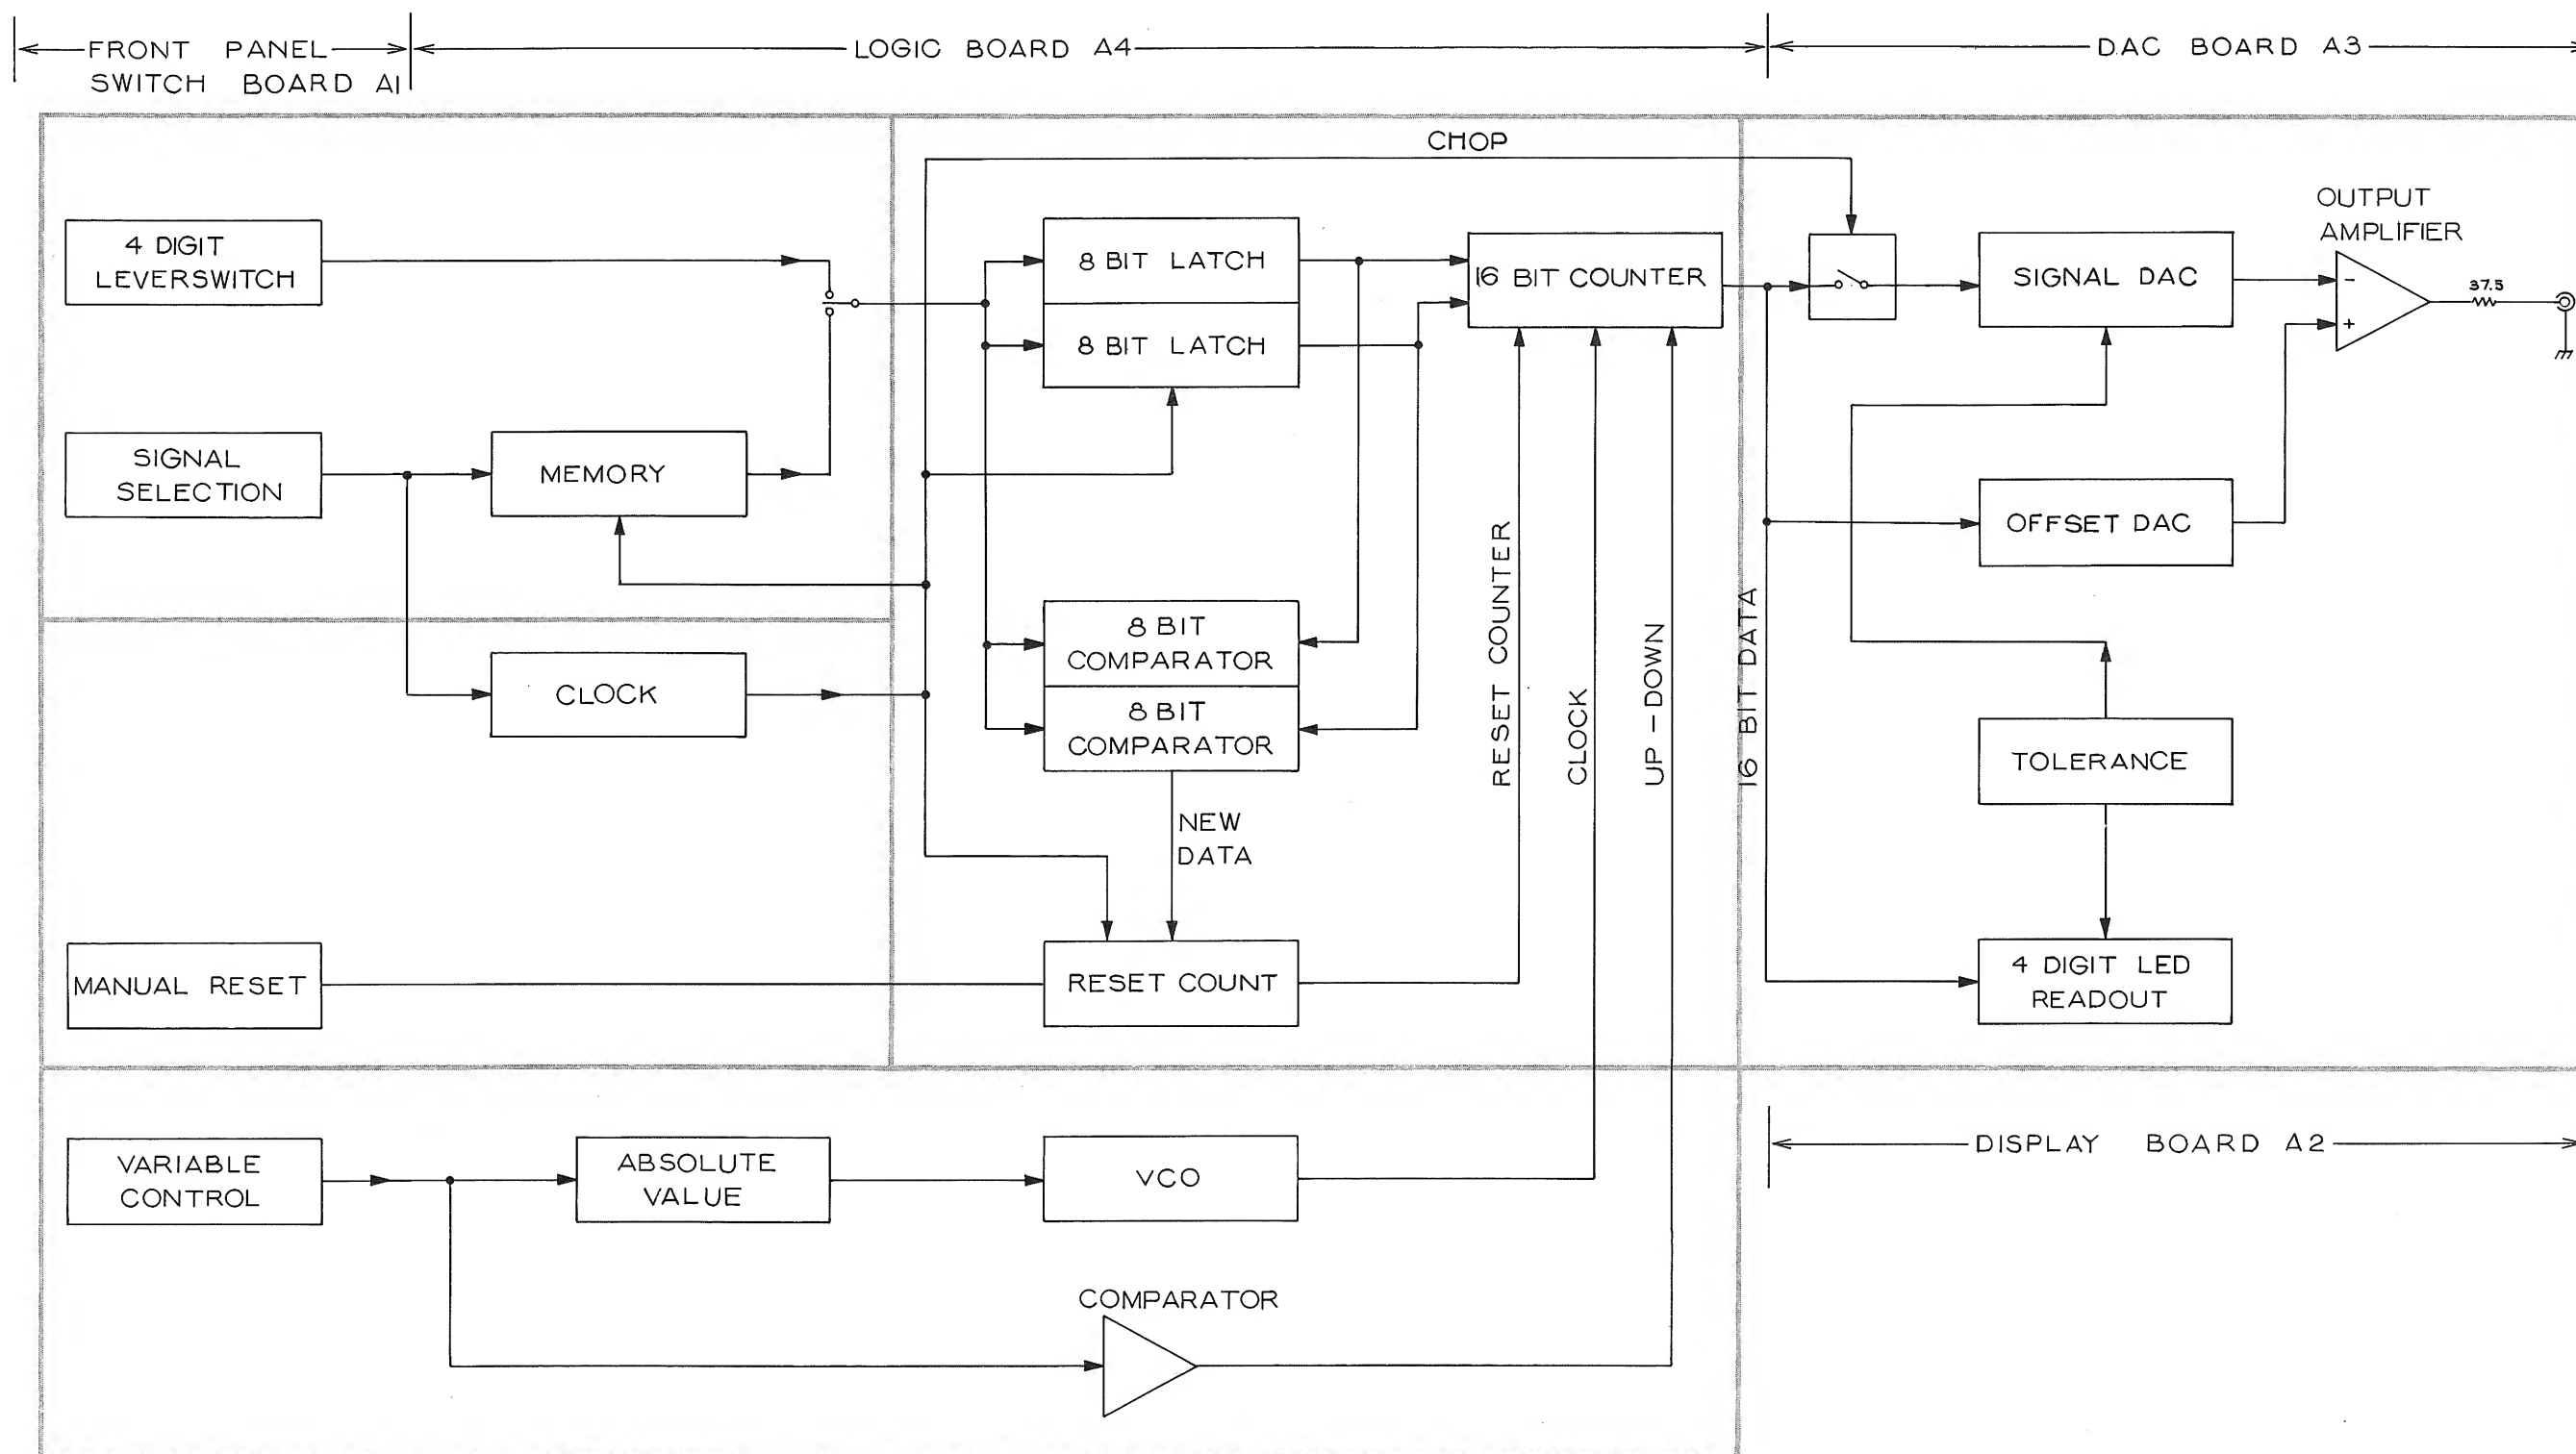 FRONT PANEL
SWITCH BOARD A1
LOGIC BOARD A4
DAC BOARD A3
CHOP
4 DIGIT
LEVERSWITCH
8 BIT LATCH
8 BIT LATCH
16 BIT COUNTER
SIGNAL DAC
OUTPUT
AMPLIFIER
-
+
37.5
SIGNAL
SELECTION
MEMORY
OFFSET DAC
CLOCK
8 BIT
COMPARATOR
8 BIT
COMPARATOR
RESET COUNTER
CLOCK
UP - DOWN
16 BIT DATA
TOLERANCE
NEW
DATA
MANUAL RESET
RESET COUNT
4 DIGIT LED
READOUT
VARIABLE
CONTROL
ABSOLUTE
VALUE
VCO
DISPLAY BOARD A2
COMPARATOR